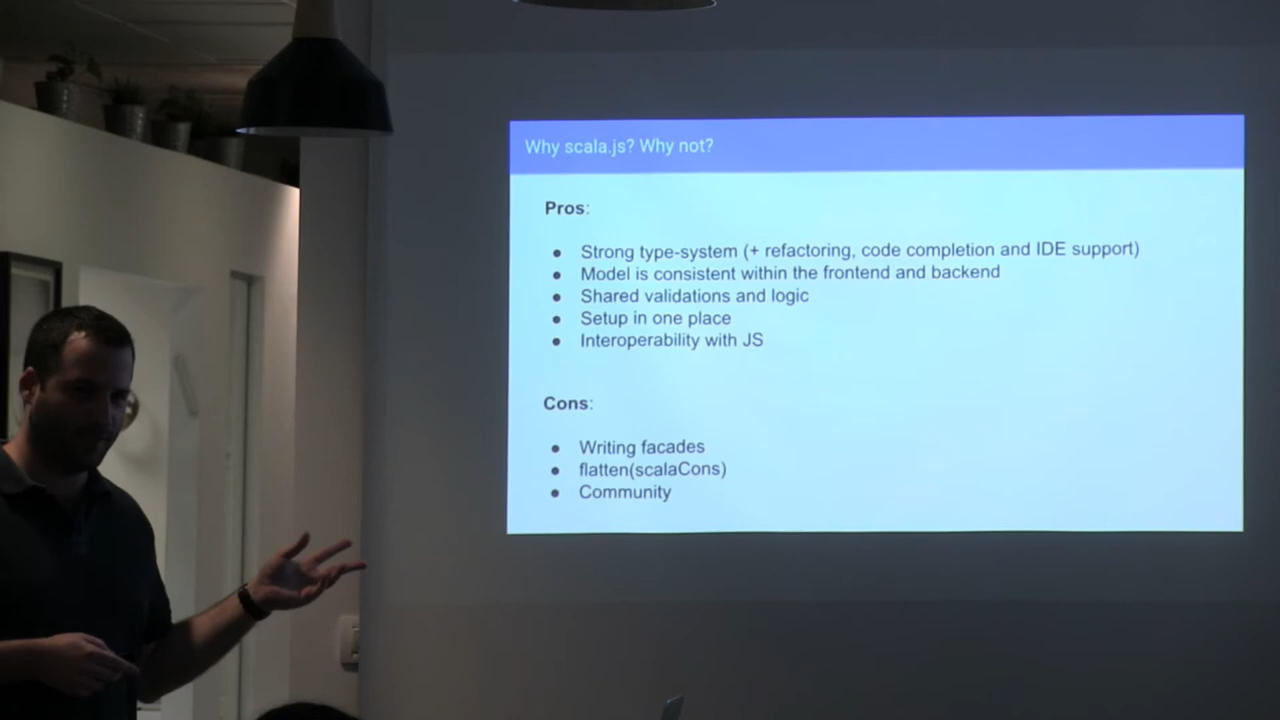 Why scala.js? Why not?
Pros:
● Strong type-system (+ refactoring, code completion and IDE support)
● Model is consistent within the frontend and backend
● Shared validations and logic
● Setup in one place
● Interoperability with JS
Cons:
● Writing facades
● flatten(scalaCons)
● Community